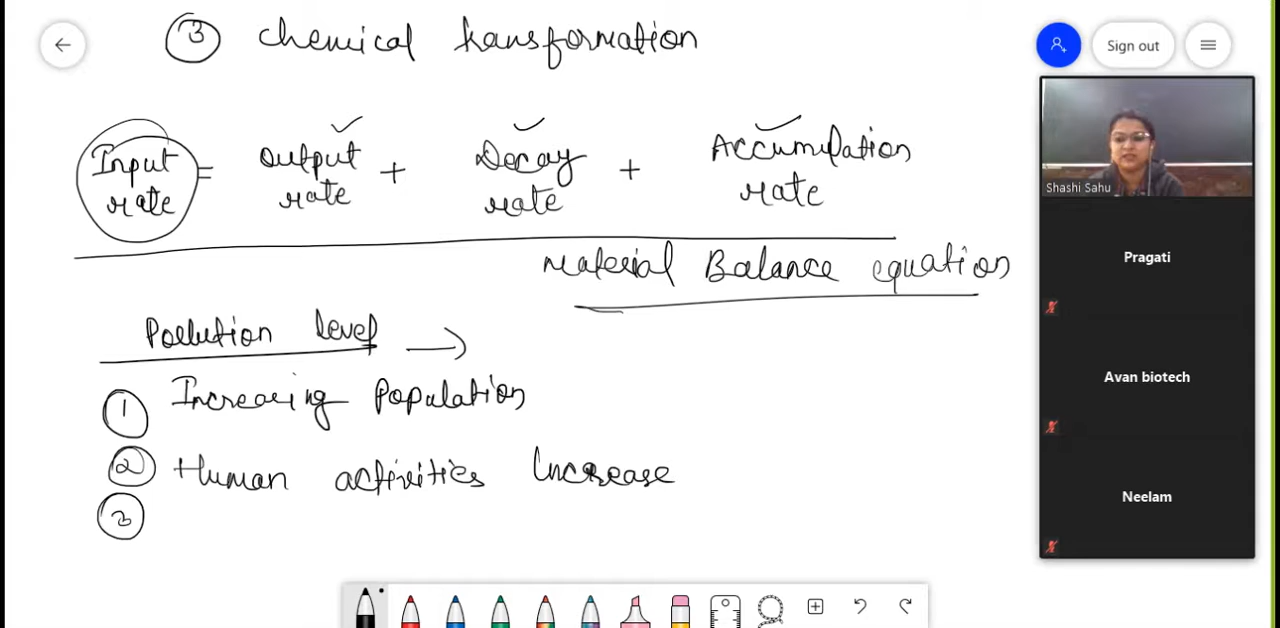 3 Chemical transformation
Sign out
Input rate = Output rate + Decay rate + Accumulation rate
Shashi Sahu
Material Balance equation
Pragati
Pollution level →
1 Increasing Population
Avan biotech
2 Human activities Increase
Neelam
3